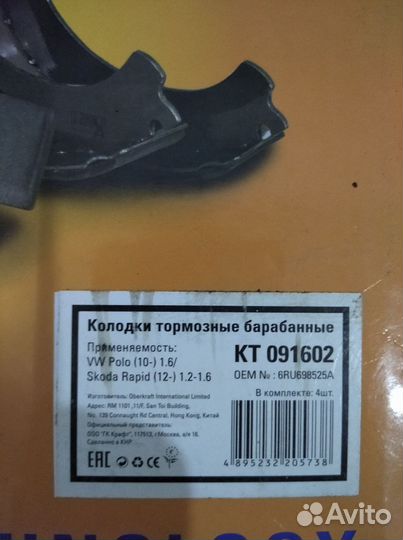 Колодки тормозные барабанные
Применяемость:
VW Polo (10-) 1.6/
Skoda Rapid (12-) 1.2-1.6
KT 091602
OEM № : 6RU698525A
В комплекте: 4шт.
Изготовитель: Oberkraft International Limited
Адрес: RM 1101 ,11/F, San Toi Building,
No. 139 Connaught Rd Central, Hong Kong, Китай
Официальный представитель:
ООО "ГК Крафт", 117513, г.Москва, а/я 18.
Сделано в КНР
EAC
4 895232 205738
Avito